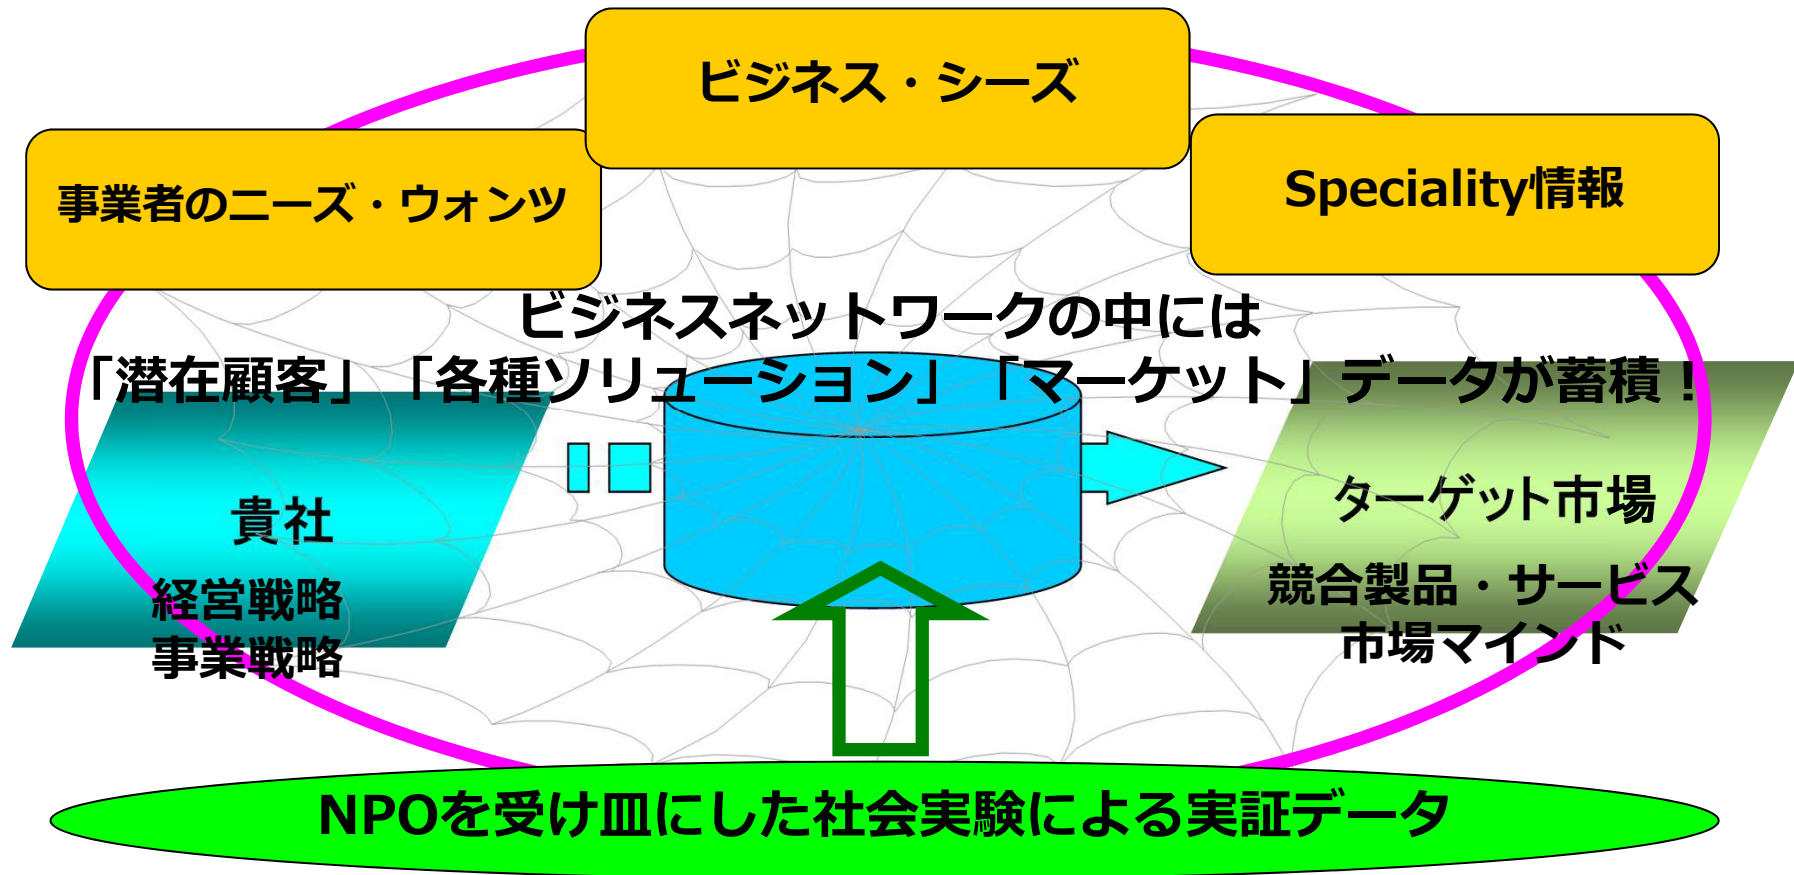 ビジネス・シーズ
事業者のニーズ・ウォンツ
Speciality情報
ビジネスネットワークの中には
「潜在顧客」「各種ソリューション」「マーケット」データが蓄積！
貴社
経営戦略
事業戦略
ターゲット市場
競合製品・サービス
市場マインド
NPOを受け皿にした社会実験による実証データ